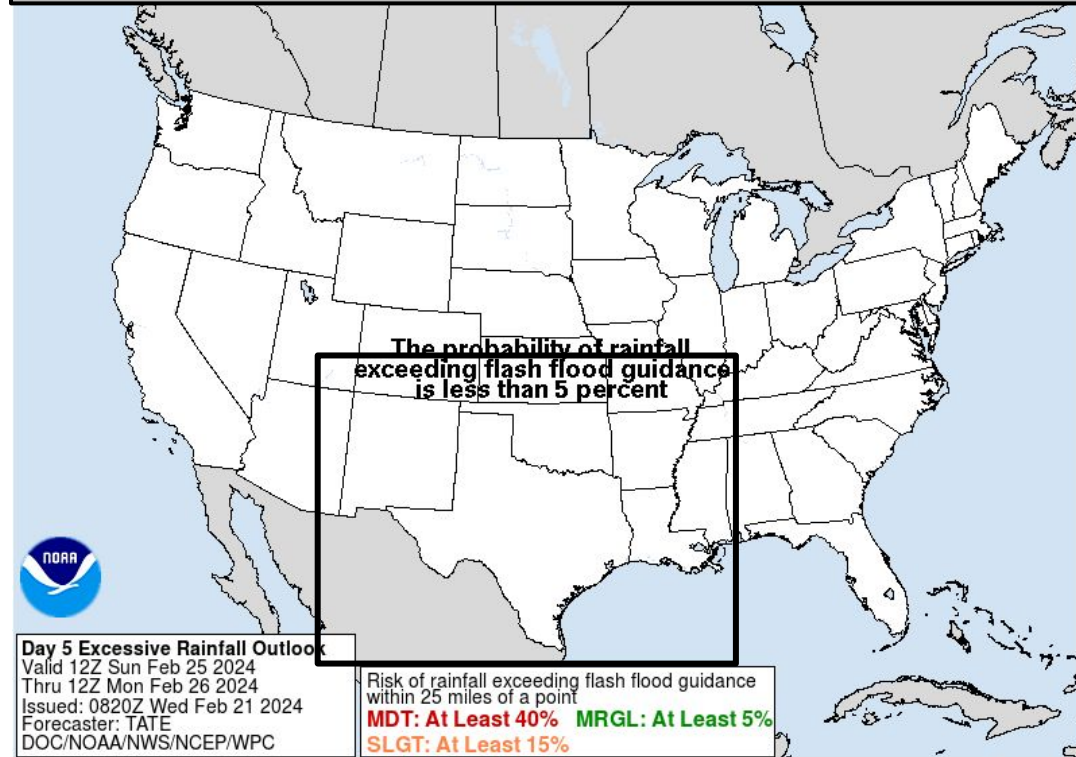 The probability of rainfall
exceeding flash flood guidance
is less than 5 percent
NOAA
Day 5 Excessive Rainfall Outlook
Valid 12Z Sun Feb 25 2024
Thru 12Z Mon Feb 26 2024
Issued: 0820Z Wed Feb 21 2024
Forecaster: TATE
DOC/NOAA/NWS/NCEP/WPC
Risk of rainfall exceeding flash flood guidance
within 25 miles of a point
MDT: At Least 40% MRGL: At Least 5%
SLGT: At Least 15%